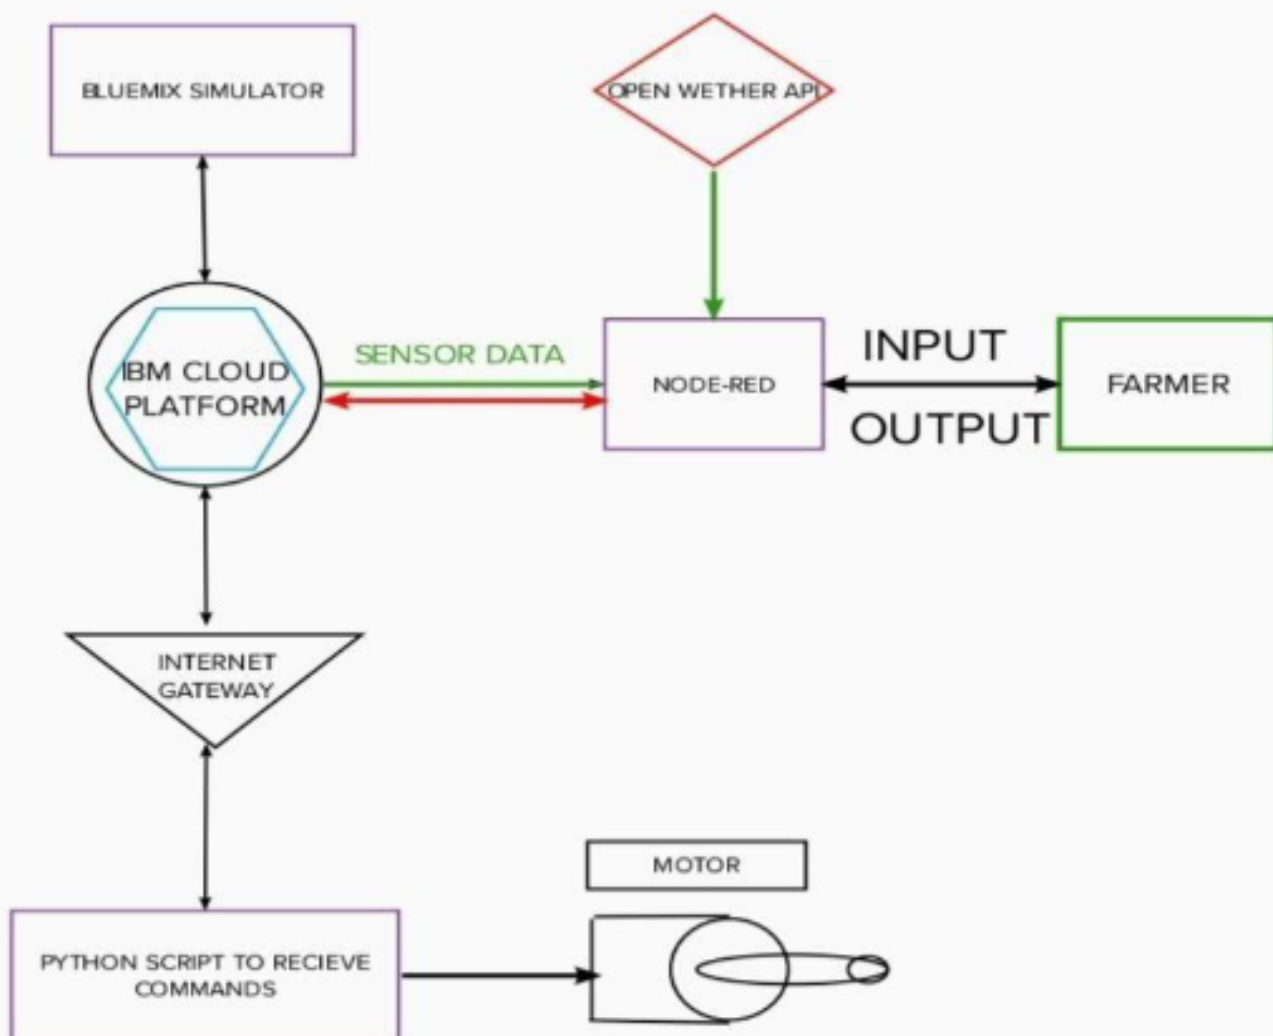 BLUEMIX SIMULATOR
OPEN WETHER API
IBM CLOUD
PLATFORM
SENSOR DATA
NODE-RED
INPUT
OUTPUT
FARMER
INTERNET
GATEWAY
MOTOR
PYTHON SCRIPT TO RECIEVE
COMMANDS